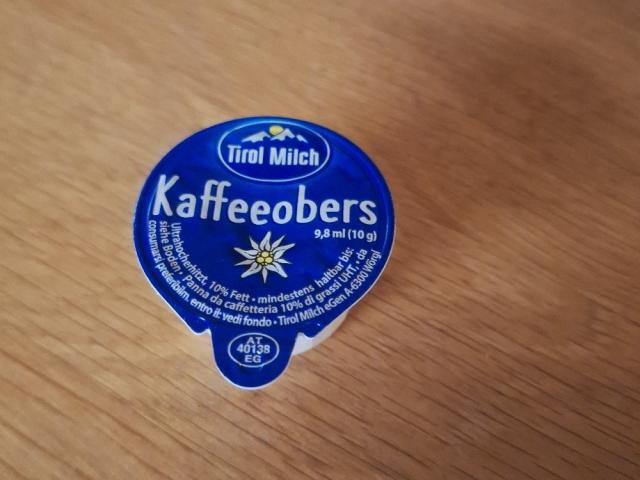 Tirol Milch
Kaffeeobers
9,8 ml (10 g)
Ultrahocherhitzt, 10% Fett • mindestens haltbar bis:
siehe Boden • Panna da caffetteria 10% di grassi UHT, • da
consumarsi preferibilm. entro il: vedi fondo • Tirol Milch eGen A-6300 Wörgl
AT
40138
EG